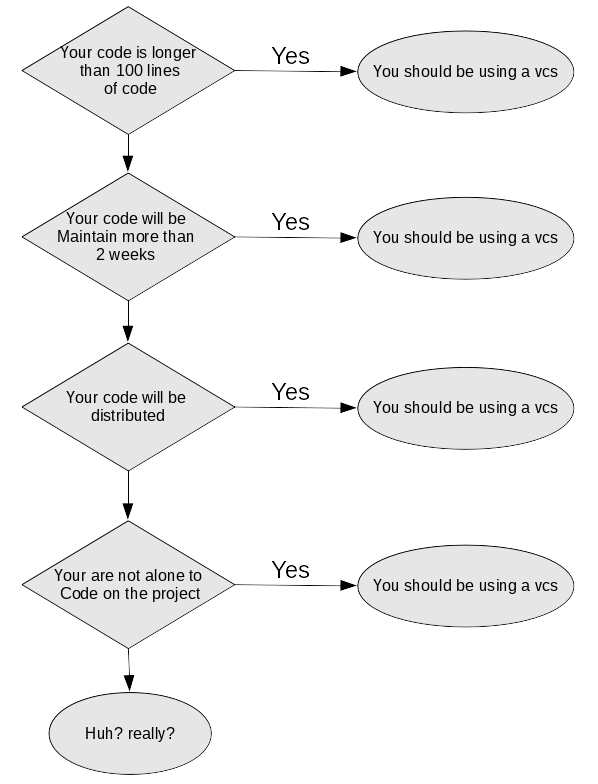 Your code is longer
than 100 lines
of code
Yes
You should be using a vcs
Your code will be
Maintain more than
2 weeks
Yes
You should be using a vcs
Your code will be
distributed
Yes
You should be using a vcs
Your are not alone to
Code on the project
Yes
You should be using a vcs
Huh? really?